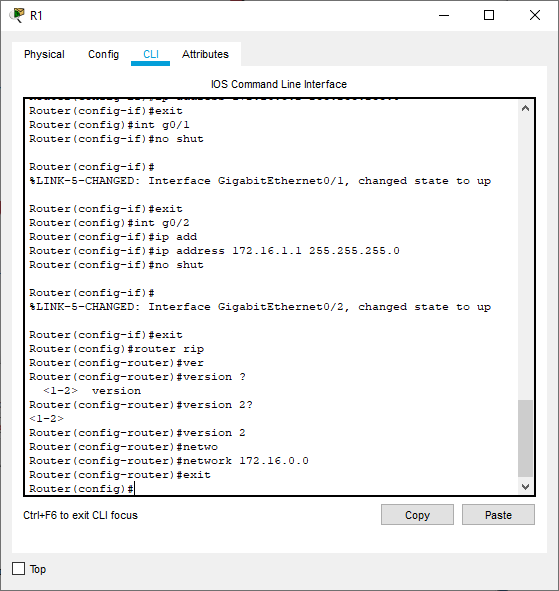 R1
Physical Config CLI Attributes
IOS Command Line Interface
Router(config-if)#exit
Router(config)#int g0/1
Router(config-if)#no shut
Router(config-if)#
%LINK-5-CHANGED: Interface GigabitEthernet0/1, changed state to up
Router(config-if)#exit
Router(config)#int g0/2
Router(config-if)#ip add
Router(config-if)#ip address 172.16.1.1 255.255.255.0
Router(config-if)#no shut
Router(config-if)#
%LINK-5-CHANGED: Interface GigabitEthernet0/2, changed state to up
Router(config-if)#exit
Router(config)#router rip
Router(config-router)#ver
Router(config-router)#version ?
<1-2> version
Router(config-router)#version 2?
<1-2>
Router(config-router)#version 2
Router(config-router)#netwo
Router(config-router)#network 172.16.0.0
Router(config-router)#exit
Router(config)#
Ctrl+F6 to exit CLI focus
Copy Paste
Top